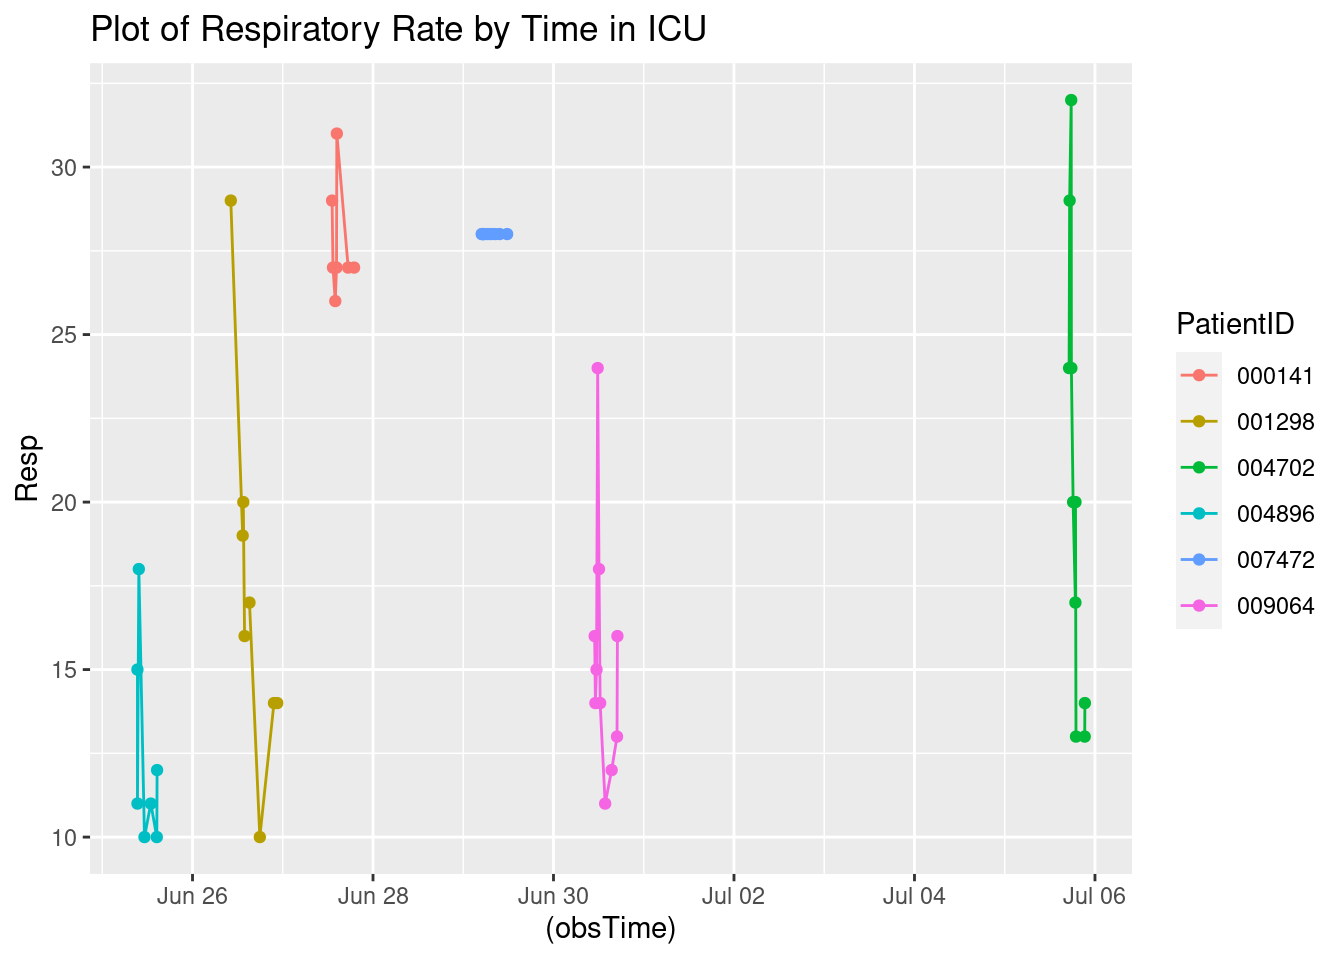 Plot of Respiratory Rate by Time in ICU
Resp
30
25
20
15
10
Jun 26 Jun 28 Jun 30 Jul 02 Jul 04 Jul 06
(obsTime)
PatientID
000141
001298
004702
004896
007472
009064